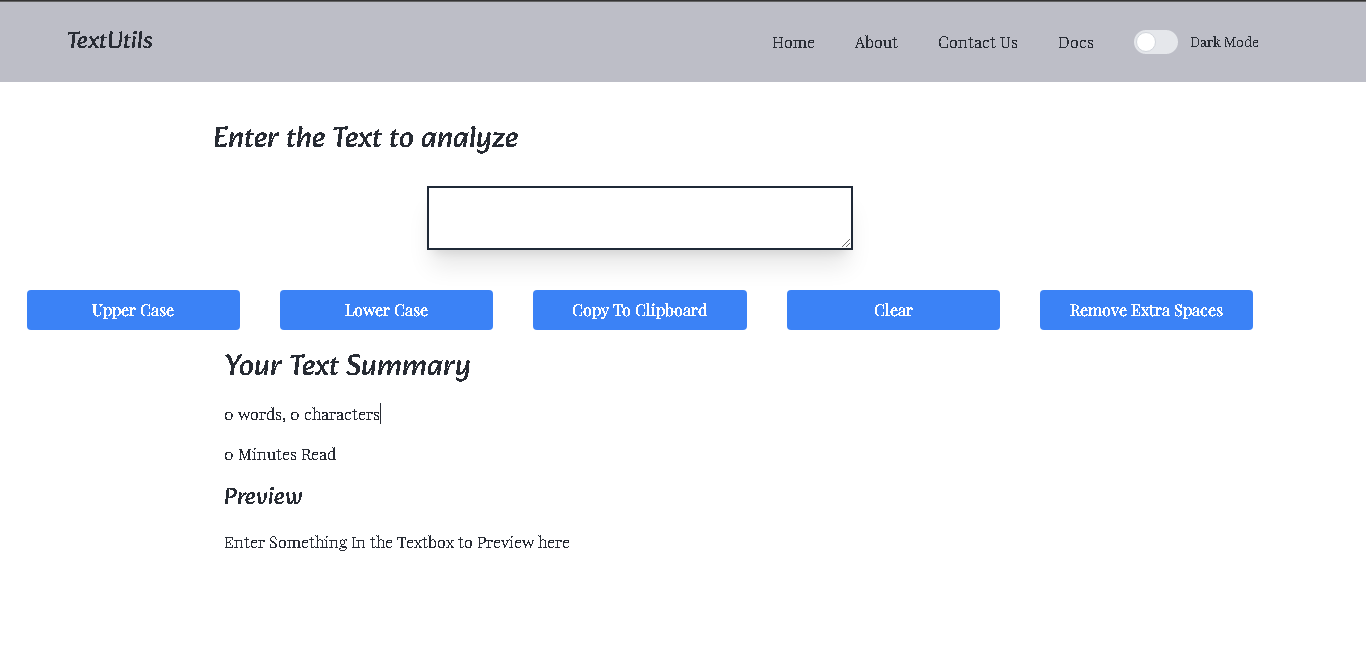 TextUtils
Home About Contact Us Docs Dark Mode
Enter the Text to analyze
Upper Case Lower Case Copy To Clipboard Clear Remove Extra Spaces
Your Text Summary
0 words, 0 characters
0 Minutes Read
Preview
Enter Something In the Textbox to Preview here